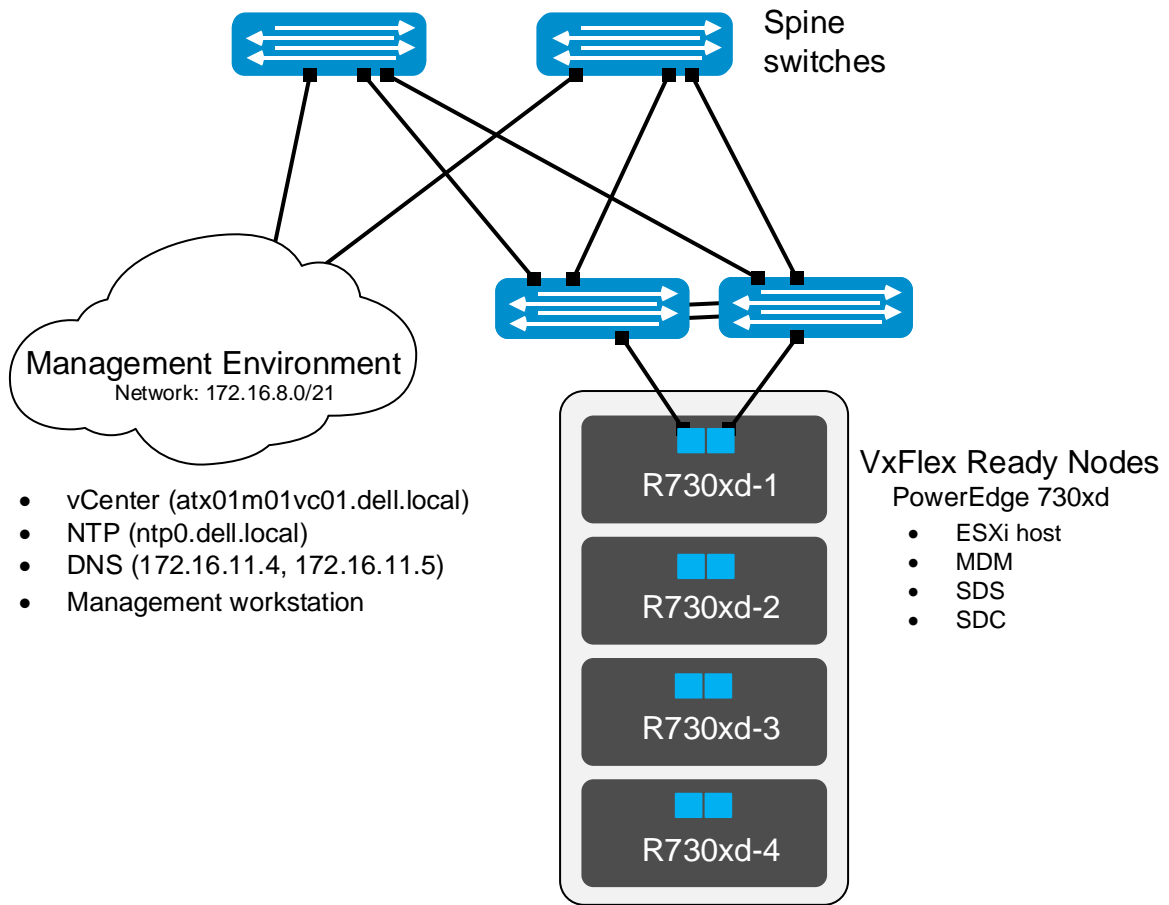 Spine
switches
Management Environment
Network: 172.16.8.0/21
• vCenter (atx01m01vc01.dell.local)
• NTP (ntp0.dell.local)
• DNS (172.16.11.4, 172.16.11.5)
• Management workstation
R730xd-1
R730xd-2
R730xd-3
R730xd-4
VxFlex Ready Nodes
PowerEdge 730xd
• ESXi host
• MDM
• SDS
• SDC